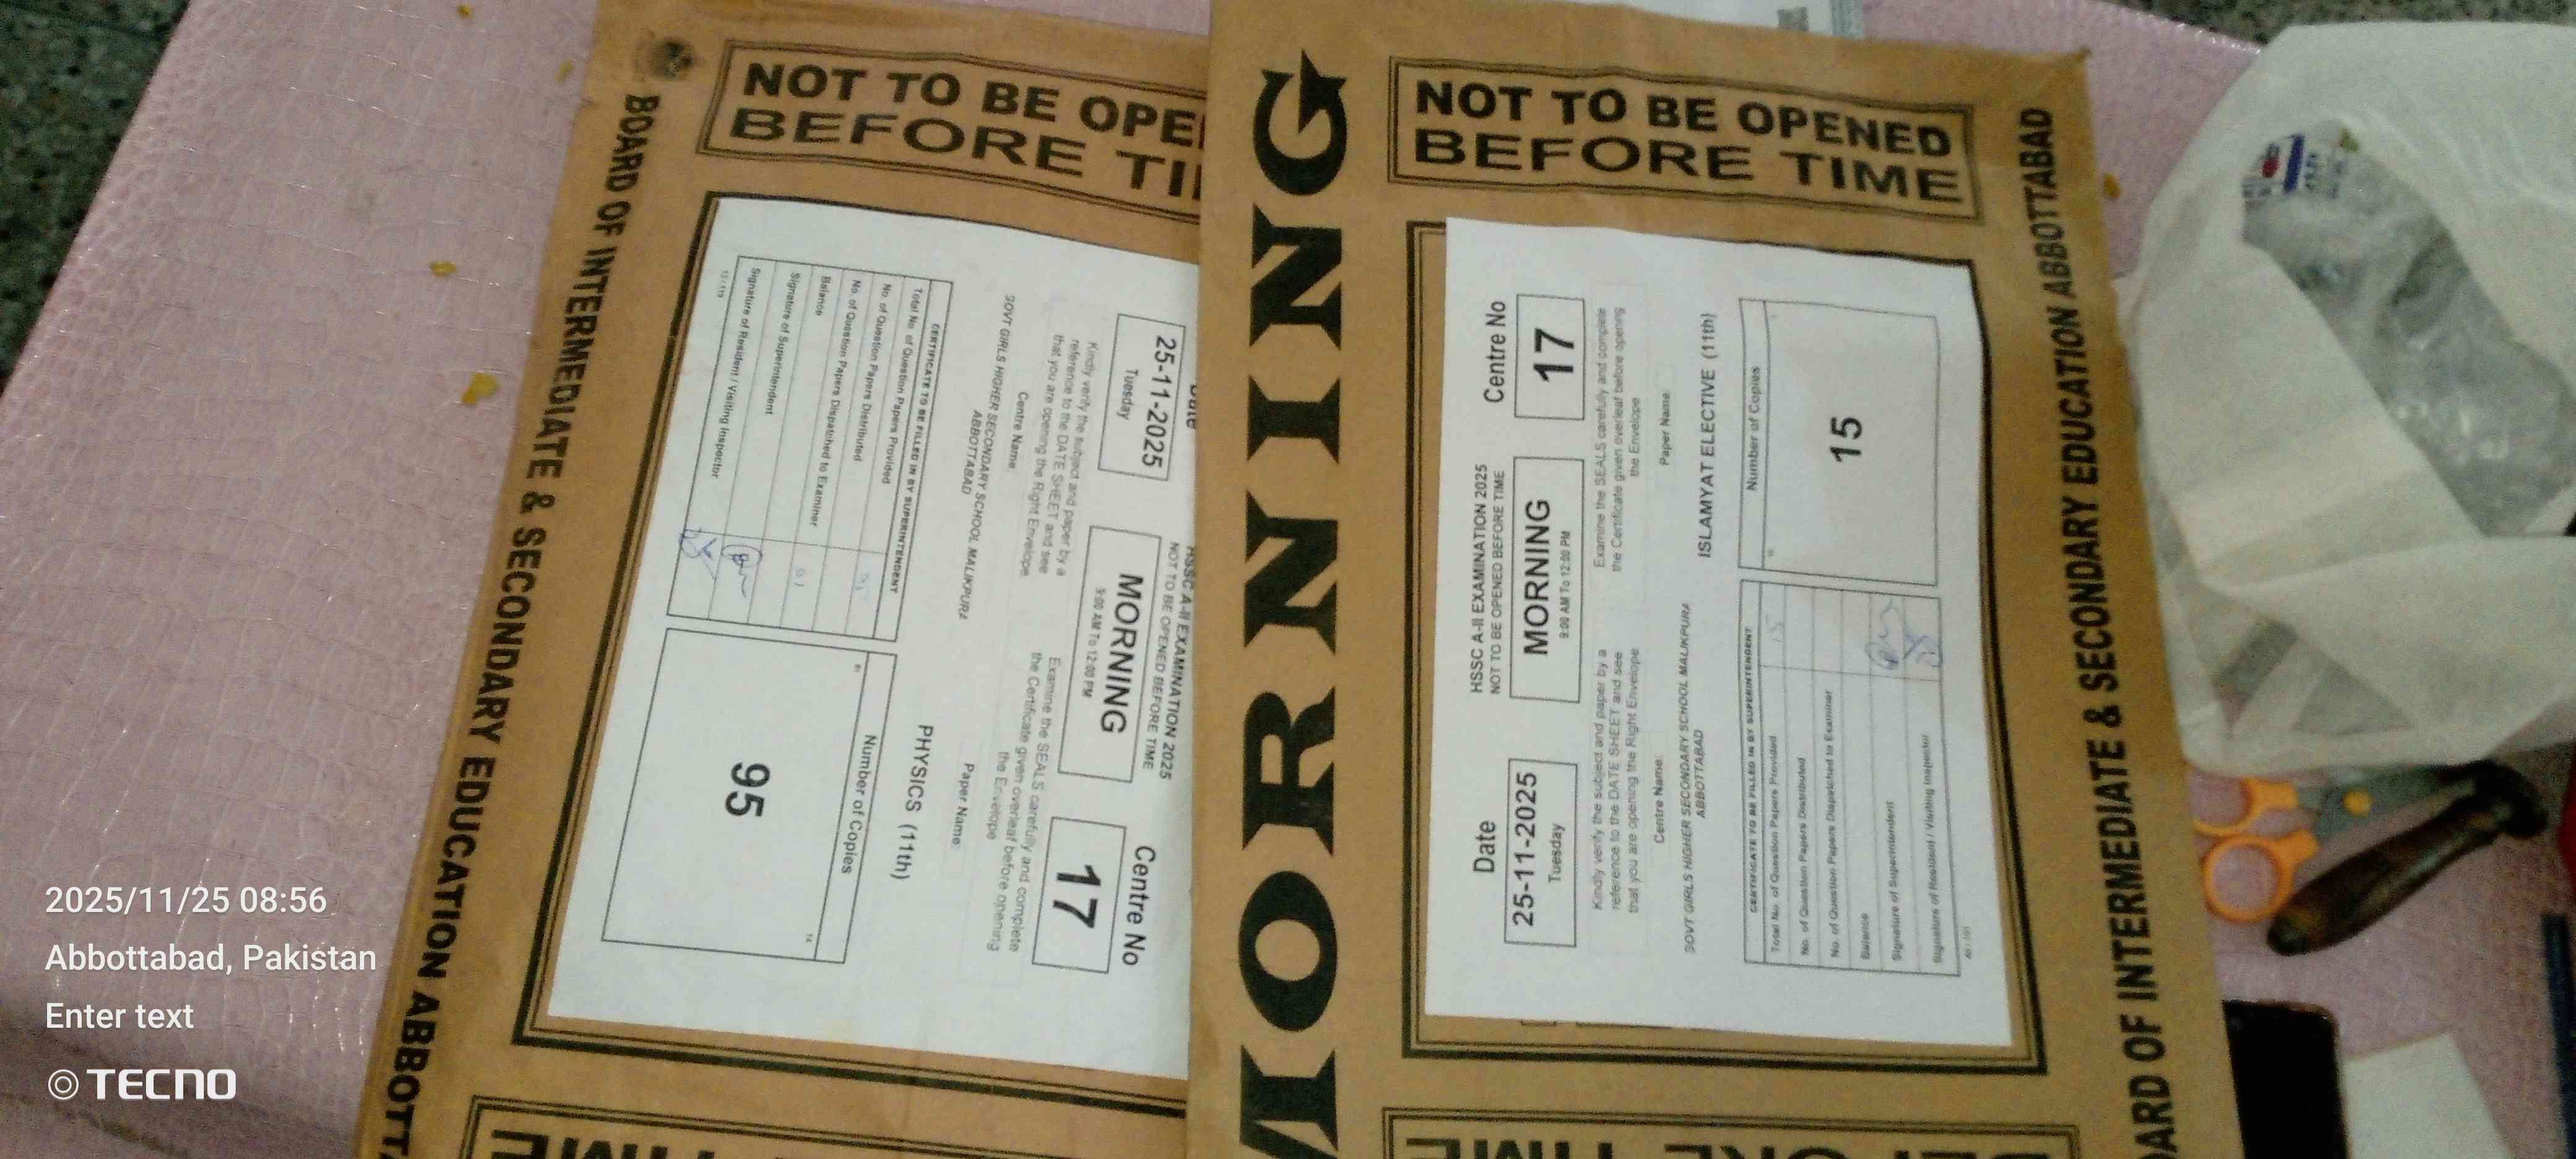 BOARD OF INTERMEDIATE & SECONDARY EDUCATION ABBOTT
NOT TO BE OPE
BEFORE TI
Date
25-11-2025
Tuesday
HSSC A-II EXAMINATION 2025
NOT TO BE OPENED BEFORE TIME
MORNING
9:00 AM To 12:00 PM
Centre No
17
Kindly verify the subject and paper by a
reference to the DATE SHEET and see
that you are opening the Right Envelope
Examine the SEALS carefully and complete
the Certificate given overleaf before opening
the Envelope
Centre Name:
GOVT GIRLS HIGHER SECONDARY SCHOOL MALIKPURA
ABBOTTABAD
Paper Name:
PHYSICS (11th)
CERTIFICATE TO BE FILLED IN BY SUPERINTENDENT
Total No. of Question Papers Provided
No. of Question Papers Distributed
No. of Question Papers Dispatched to Examiner
Balance
Signature of Superintendent
Signature of Resident / Visiting Inspector
Number of Copies
95
MORNING
NOT TO BE OPENED
BEFORE TIME
Date
25-11-2025
Tuesday
HSSC A-II EXAMINATION 2025
NOT TO BE OPENED BEFORE TIME
MORNING
9:00 AM To 12:00 PM
Centre No
17
Kindly verify the subject and paper by a
reference to the DATE SHEET and see
that you are opening the Right Envelope
Examine the SEALS carefully and complete
the Certificate given overleaf before opening
the Envelope
Centre Name:
GOVT GIRLS HIGHER SECONDARY SCHOOL MALIKPURA
ABBOTTABAD
Paper Name:
ISLAMYAT ELECTIVE (11th)
CERTIFICATE TO BE FILLED IN BY SUPERINTENDENT
Total No. of Question Papers Provided
15
No. of Question Papers Distributed
No. of Question Papers Dispatched to Examiner
Balance
Signature of Superintendent
Signature of Resident / Visiting Inspector
Number of Copies
15
OARD OF INTERMEDIATE & SECONDARY EDUCATION ABBOTTABAD
2025/11/25 08:56
Abbottabad, Pakistan
Enter text
TECNO